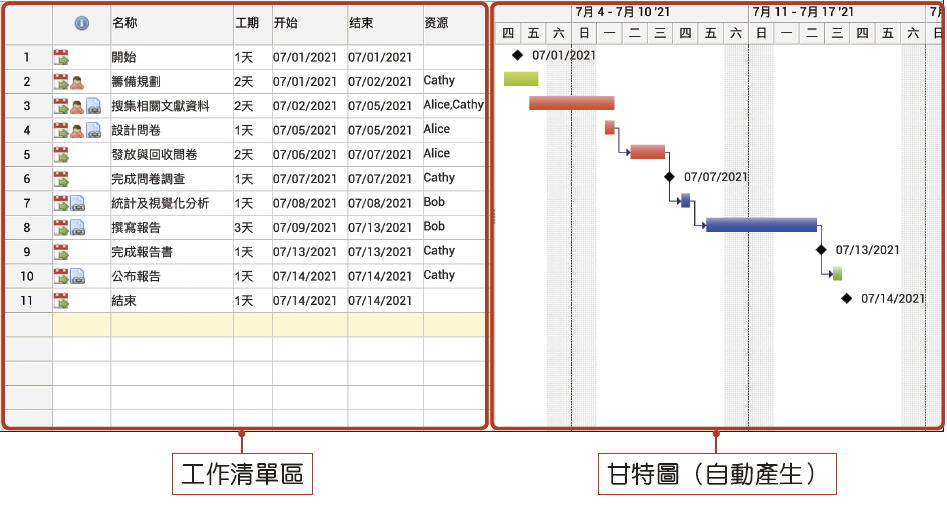 名称 工期 开始 结束 资源
1 開始 1天 07/01/2021 07/01/2021
2 籌備規劃 2天 07/01/2021 07/02/2021 Cathy
3 搜集相關文獻資料 2天 07/02/2021 07/05/2021 Alice,Cathy
4 設計問卷 1天 07/05/2021 07/05/2021 Alice
5 發放與回收問卷 2天 07/06/2021 07/07/2021 Alice
6 完成問卷調查 1天 07/07/2021 07/07/2021 Cathy
7 統計及視覺化分析 1天 07/08/2021 07/08/2021 Bob
8 撰寫報告 3天 07/09/2021 07/13/2021 Bob
9 完成報告書 1天 07/13/2021 07/13/2021 Cathy
10 公布報告 1天 07/14/2021 07/14/2021 Cathy
11 結束 1天 07/14/2021 07/14/2021
7月 4 - 7月 10 '21 7月 11 - 7月 17 '21 7月
四 五 六 日 一 二 三 四 五 六 日 一 二 三 四 五 六 日
07/01/2021
07/07/2021
07/13/2021
07/14/2021
工作清單區
甘特圖（自動產生）